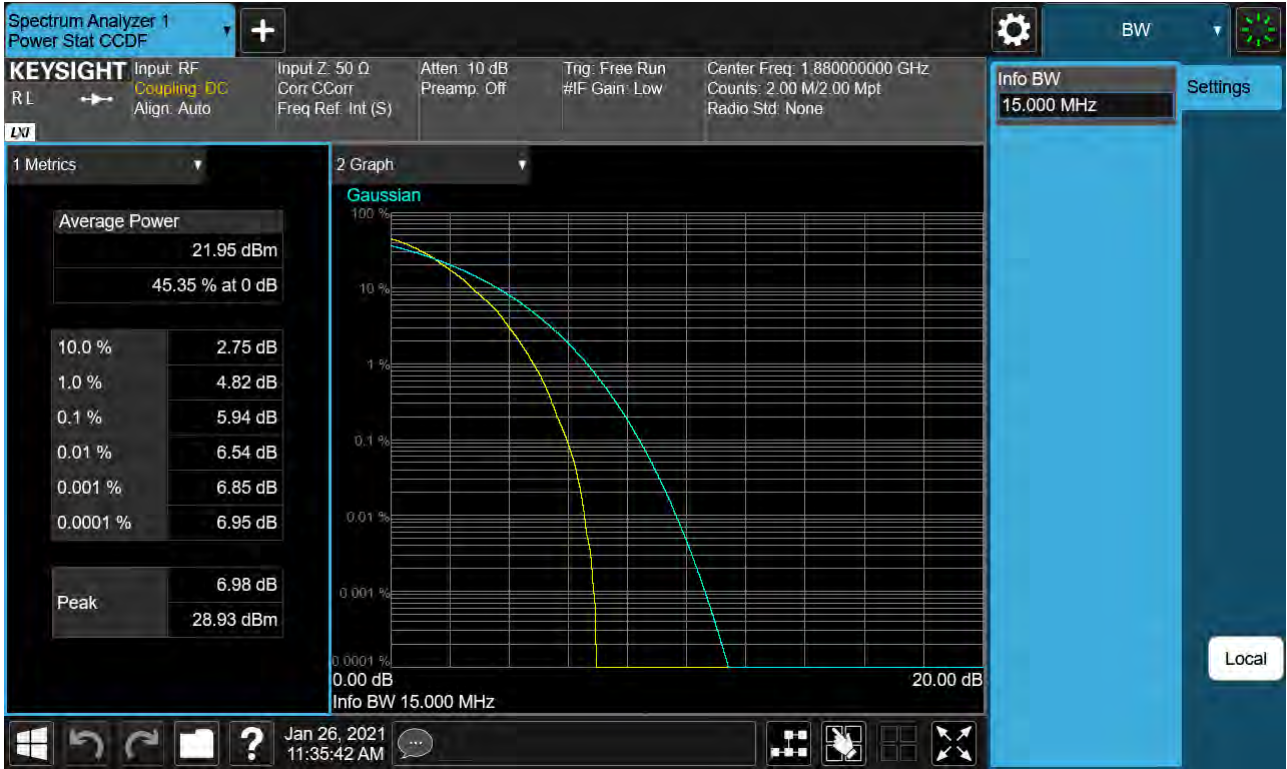 Spectrum Analyzer 1
Power Stat CCDF
+
BW
KEYSIGHT
R L
LXI
Input: RF
Coupling: DC
Align: Auto
Input Z: 50 Ω
Corr CCorr
Freq Ref: Int (S)
Atten: 10 dB
Preamp: Off
Trig: Free Run
#IF Gain: Low
Center Freq: 1.880000000 GHz
Counts: 2.00 M/2.00 Mpt
Radio Std: None
Info BW
15.000 MHz
Settings
1 Metrics
Average Power
21.95 dBm
45.35 % at 0 dB
10.0 % 2.75 dB
1.0 % 4.82 dB
0.1 % 5.94 dB
0.01 % 6.54 dB
0.001 % 6.85 dB
0.0001 % 6.95 dB
Peak
6.98 dB
28.93 dBm
2 Graph
Gaussian
100 %
10 %
1 %
0.1 %
0.01 %
0.001 %
0.0001 %
0.00 dB 20.00 dB
Info BW 15.000 MHz
Local
?
Jan 26, 2021
11:35:42 AM